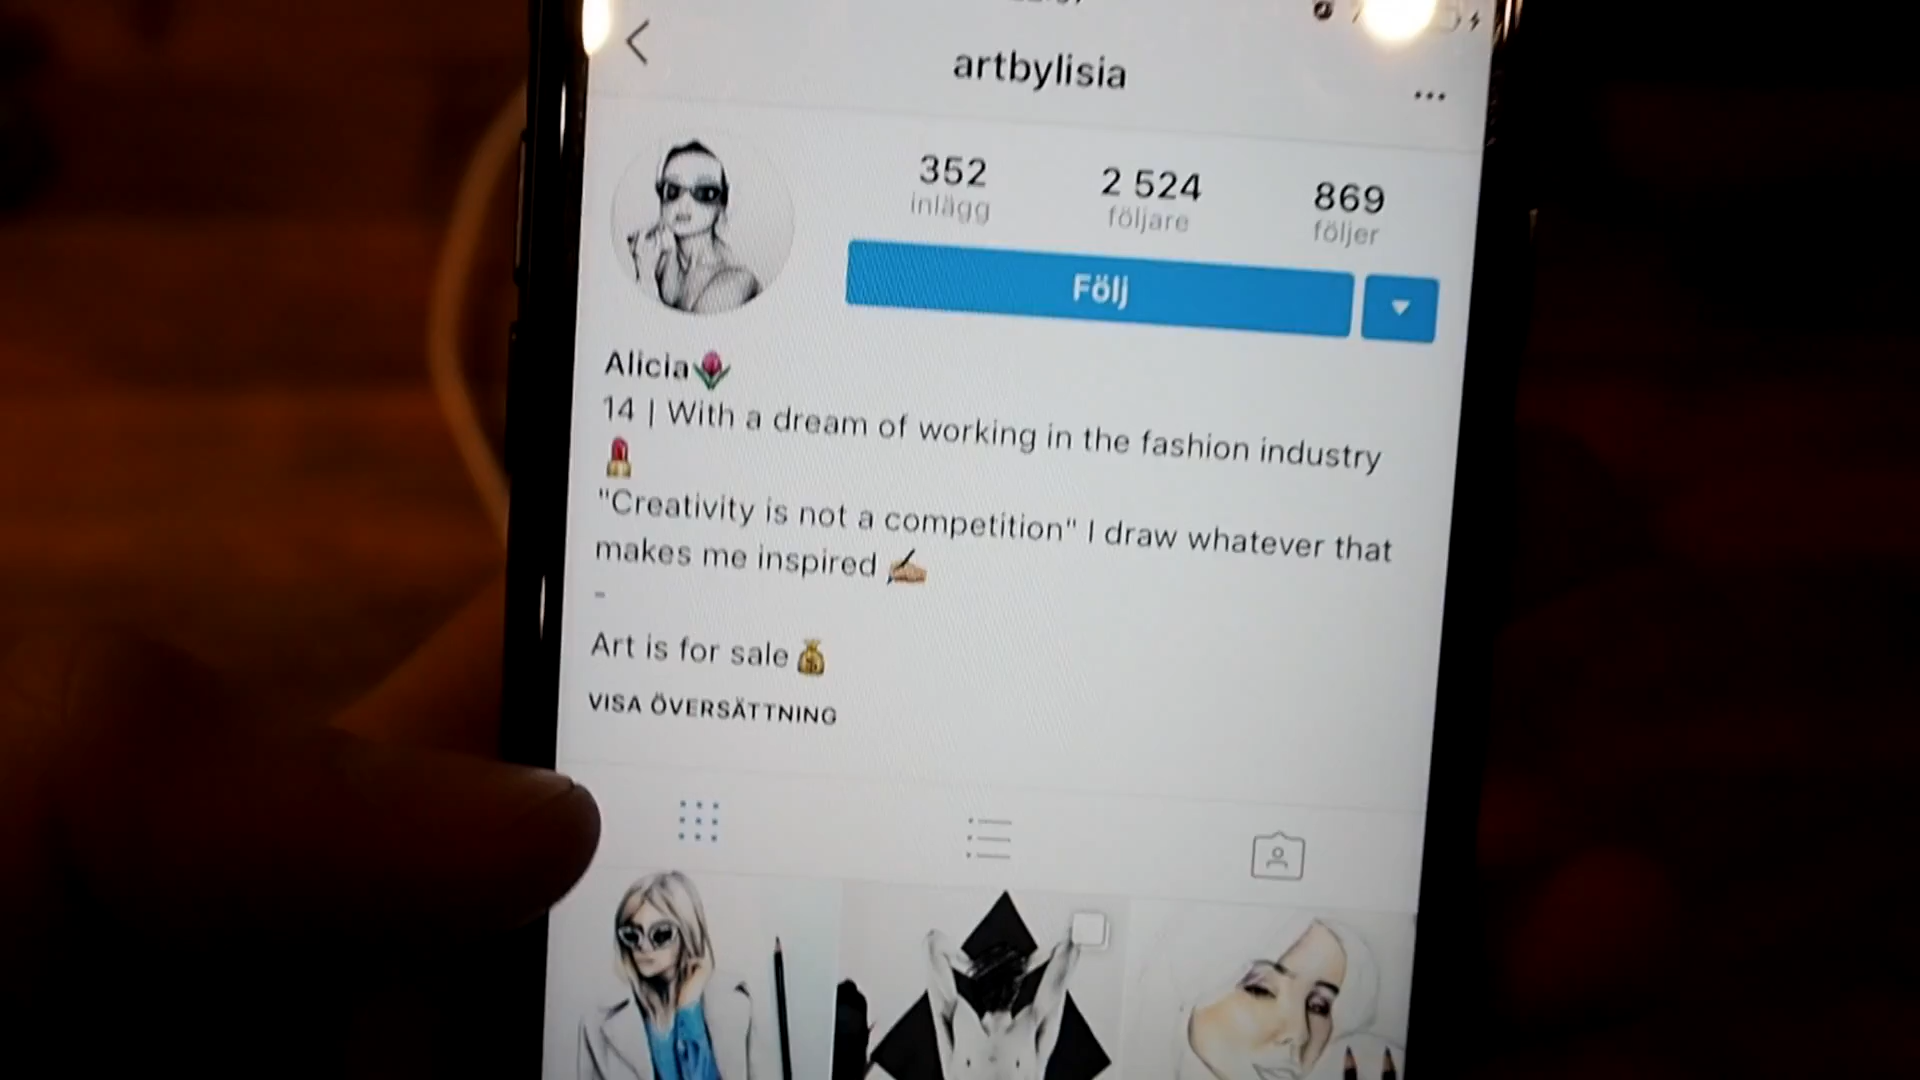 artbylisia
352
2 524
869
inlägg
följare
följer
Följ
Alicia
14 | With a dream of working in the fashion industry
"Creativity is not a competition" I draw whatever that
makes me inspired
-
Art is for sale
VISA ÖVERSÄTTNING